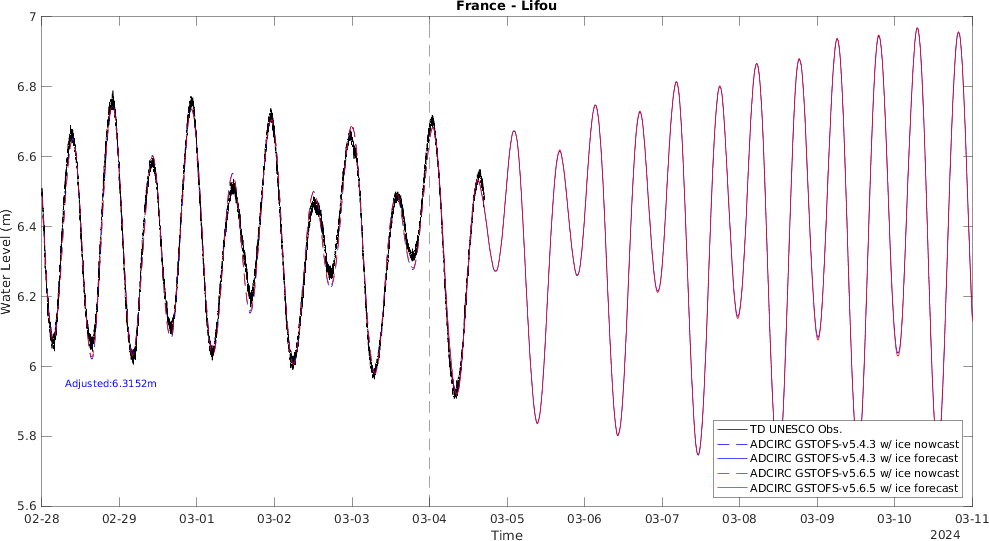 France - Lifou
7
6.8
6.6
6.4
6.2
6
5.8
5.6
Water Level (m)
Adjusted:6.3152m
TD UNESCO Obs.
ADCIRC GSTOFS-v5.4.3 w/ ice nowcast
ADCIRC GSTOFS-v5.4.3 w/ ice forecast
ADCIRC GSTOFS-v5.6.5 w/ ice nowcast
ADCIRC GSTOFS-v5.6.5 w/ ice forecast
02-28 02-29 03-01 03-02 03-03 03-04 03-05 03-06 03-07 03-08 03-09 03-10 03-11
Time
2024